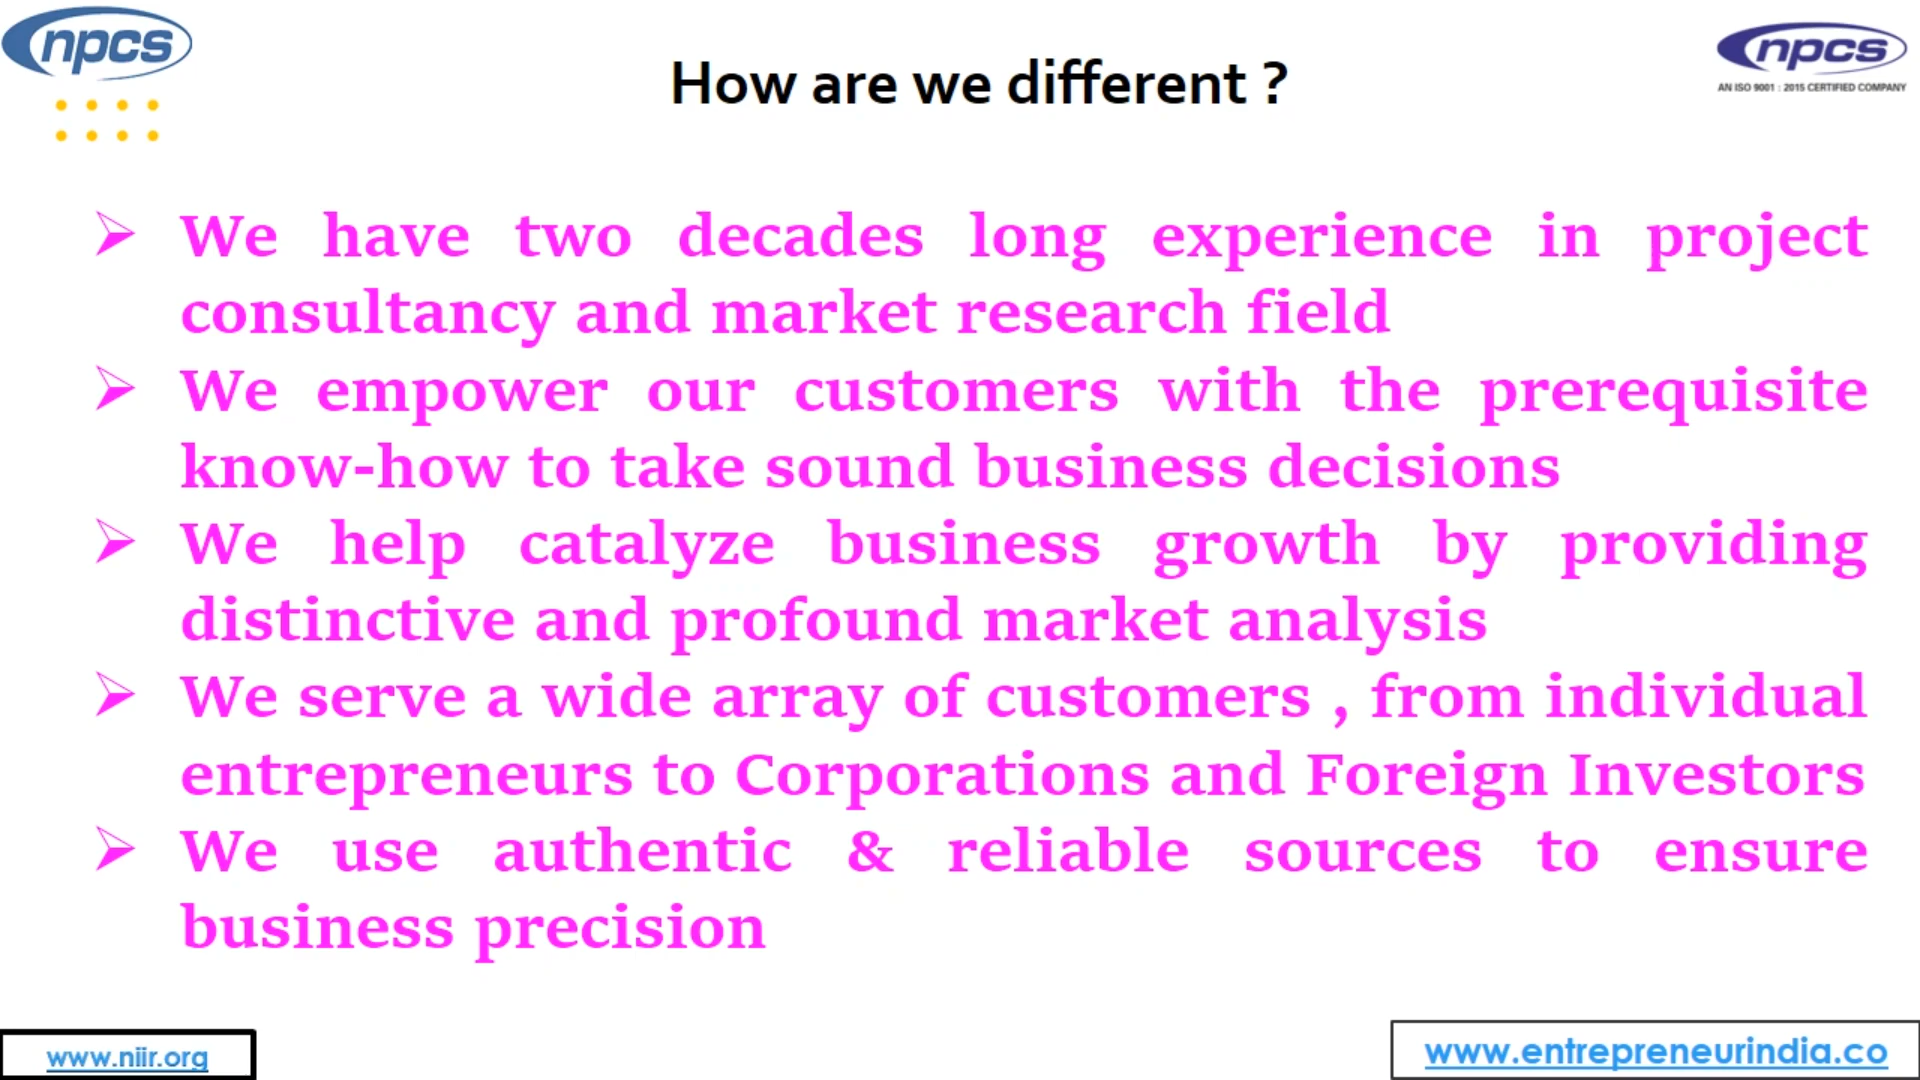 npcs
npcs
AN ISO 9001 : 2015 CERTIFIED COMPANY
How are we different ?
➢ We have two decades long experience in project
consultancy and market research field
➢ We empower our customers with the prerequisite
know-how to take sound business decisions
➢ We help catalyze business growth by providing
distinctive and profound market analysis
➢ We serve a wide array of customers , from individual
entrepreneurs to Corporations and Foreign Investors
➢ We use authentic & reliable sources to ensure
business precision
www.niir.org
www.entrepreneurindia.co